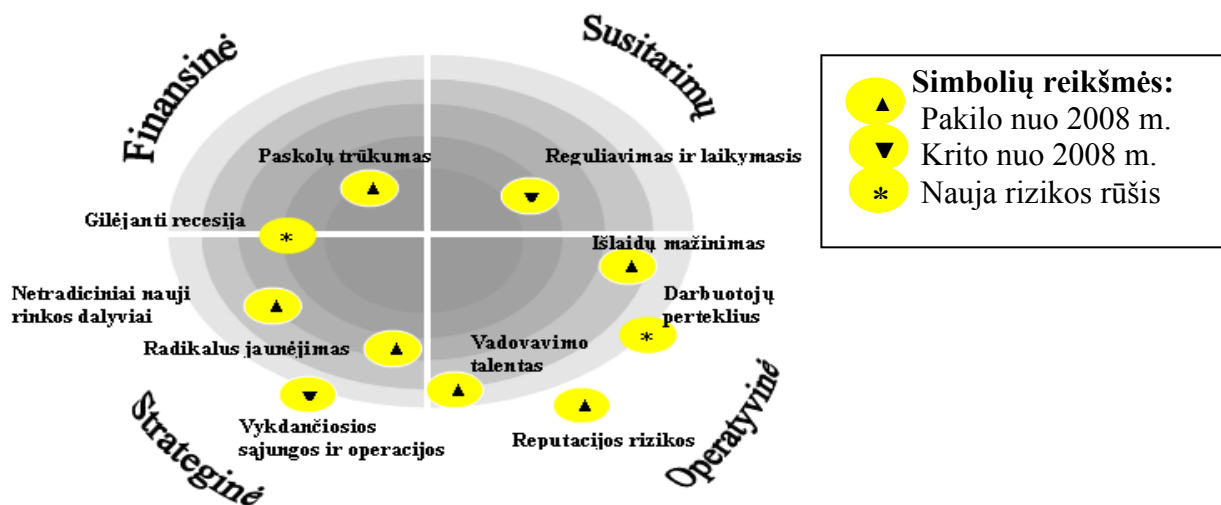 Finansinė
Susitarimų
Paskolų trūkumas
Reguliavimas ir laikymasis
Gilėjanti recesija
Išlaidų mažinimas
Netradiciniai nauji
rinkos dalyviai
Darbuotojų
perteklius
Radikalus jaunėjimas
Vadovavimo
talentas
Vykdančiosios
sąjungos ir operacijos
Reputacijos rizikos
Strateginė
Operatyvinė
Simbolių reikšmės:
Pakilo nuo 2008 m.
Krito nuo 2008 m.
Nauja rizikos rūšis